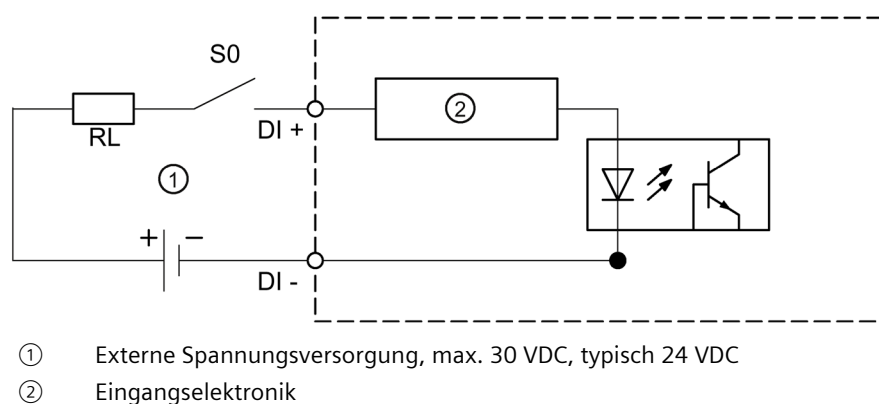 S0
RL
DI +
②
①
+ −
DI -
① Externe Spannungsversorgung, max. 30 VDC, typisch 24 VDC
② Eingangselektronik